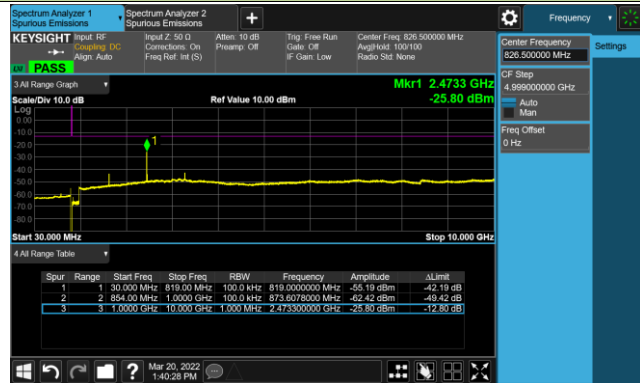 Spectrum Analyzer 1
Spurious Emissions
Spectrum Analyzer 2
Spurious Emissions
+
Frequency
KEYSIGHT
Input: RF
Coupling: DC
Align: Auto
Input Z: 50 Ω
Corrections: On
Freq Ref: Int (S)
Atten: 10 dB
Preamp: Off
Trig: Free Run
Gate: Off
IF Gain: Low
Center Freq: 826.500000 MHz
Avg|Hold: 100/100
Radio Std: None
PASS
Center Frequency
826.500000 MHz
Settings
CF Step
4.999000000 GHz
Auto
Man
Freq Offset
0 Hz
3 All Range Graph
Mkr1 2.4733 GHz
Scale/Div 10.0 dB
Ref Value 10.00 dBm
-25.80 dBm
Log
0.00
-10.0
-20.0
-30.0
-40.0
-50.0
-60.0
-70.0
-80.0
1
Start 30.000 MHz
Stop 10.000 GHz
4 All Range Table
Spur Range Start Freq Stop Freq RBW Frequency Amplitude ΔLimit
1 1 30.000 MHz 819.00 MHz 100.0 kHz 819.0000000 MHz -55.19 dBm -42.19 dB
2 2 854.00 MHz 1.0000 GHz 100.0 kHz 873.6078000 MHz -62.42 dBm -49.42 dB
3 3 1.0000 GHz 10.000 GHz 1.000 MHz 2.473300000 GHz -25.80 dBm -12.80 dB
?
Mar 20, 2022
1:40:28 PM